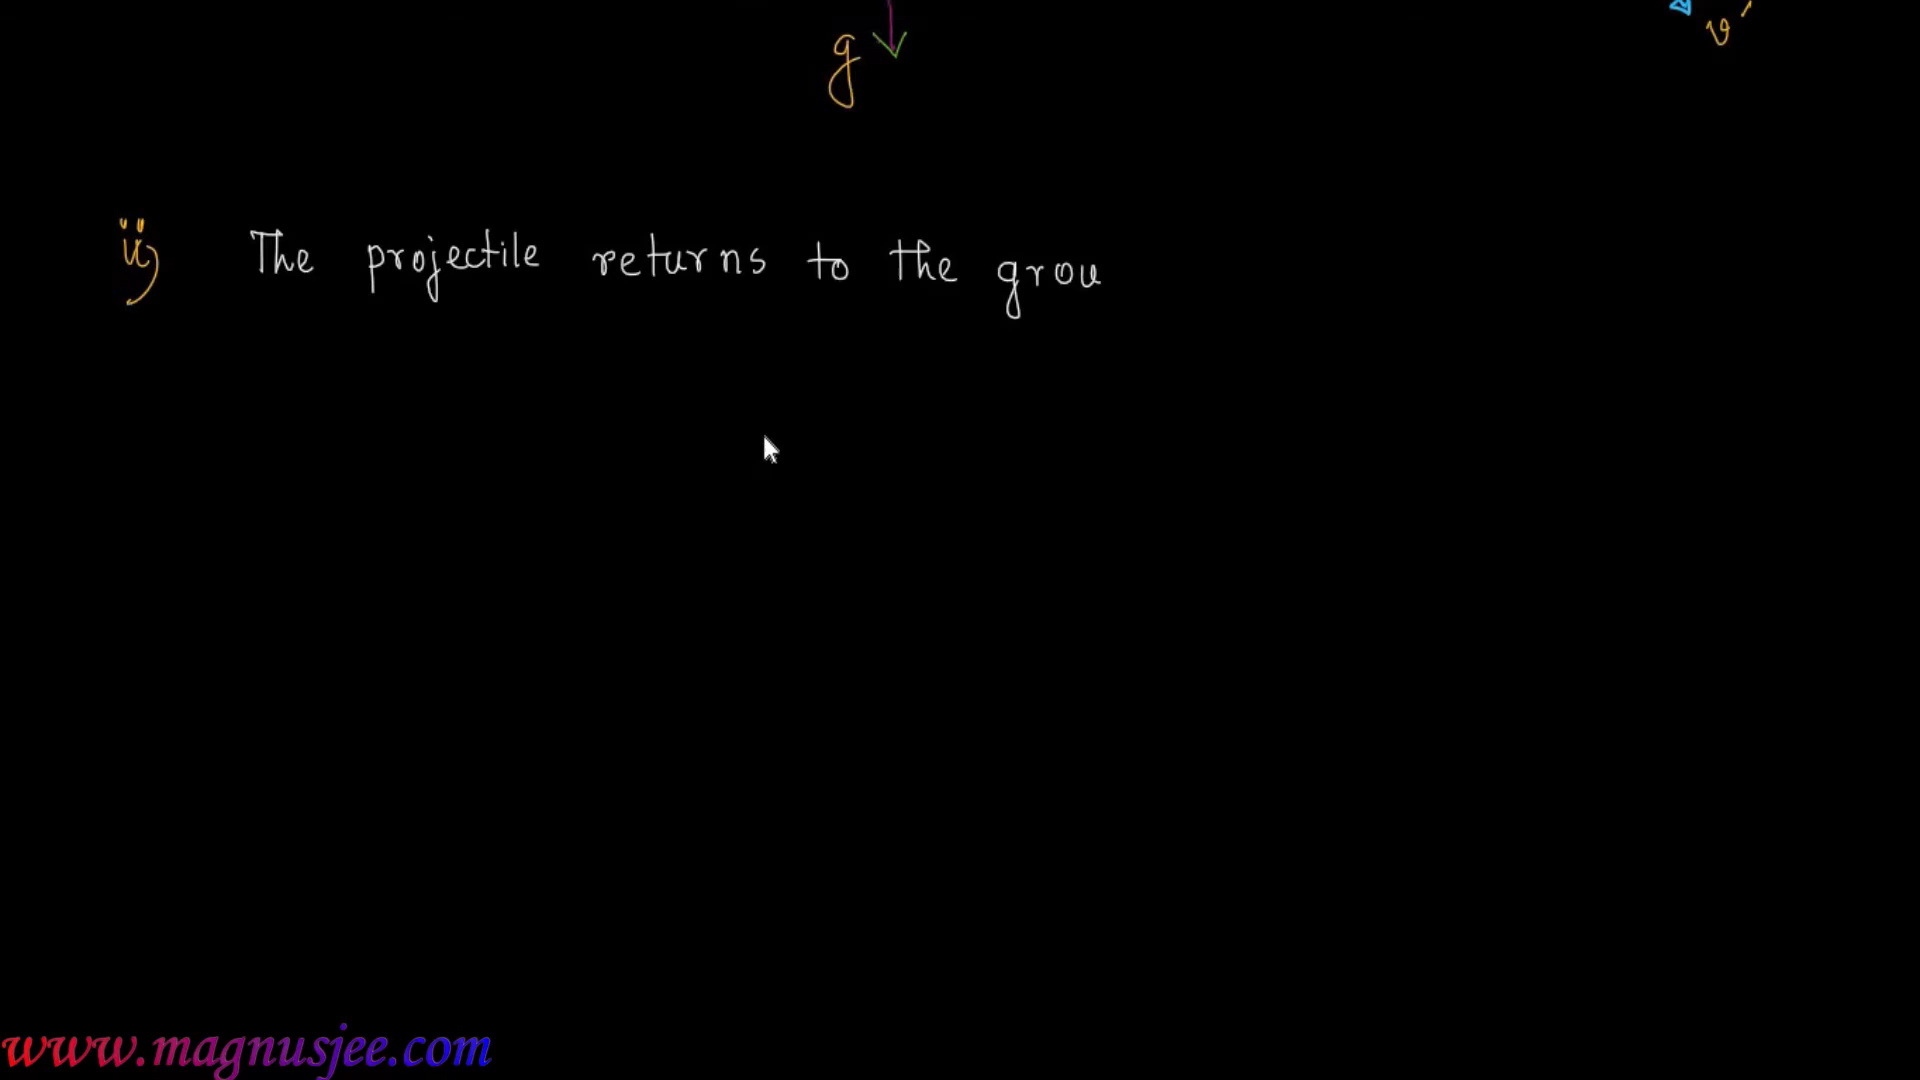 g
v
ii) The projectile returns to the grou
www.magnusjee.com